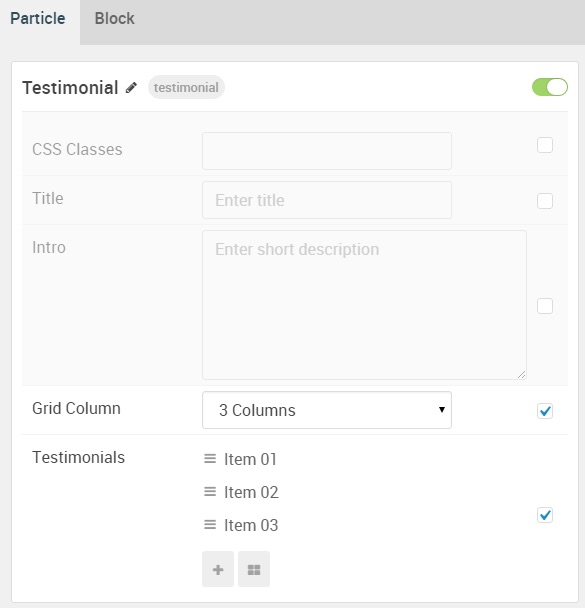 Particle Block
Testimonial testimonial
CSS Classes
Title Enter title
Intro Enter short description
Grid Column 3 Columns
Testimonials Item 01
Item 02
Item 03